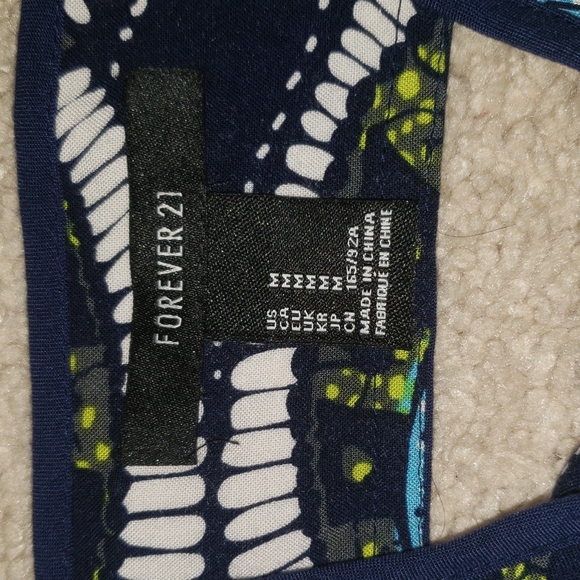 FOREVER 21
US M
CA M
EU M
UK M
KR M
JP M
CN 165/92A
MADE IN CHINA
FABRIQUE EN CHINE